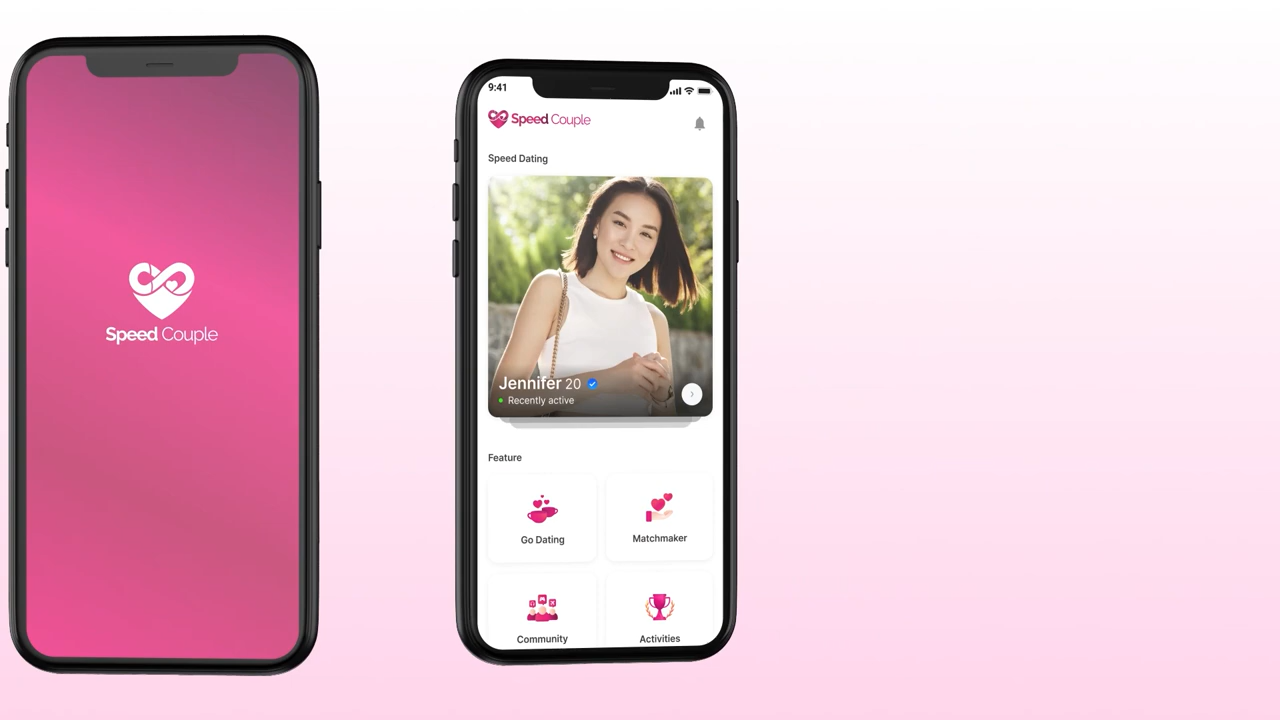 Speed Couple
9:41
Speed Couple
Speed Dating
Jennifer 20
Recently active
Feature
Go Dating
Matchmaker
Community
Activities